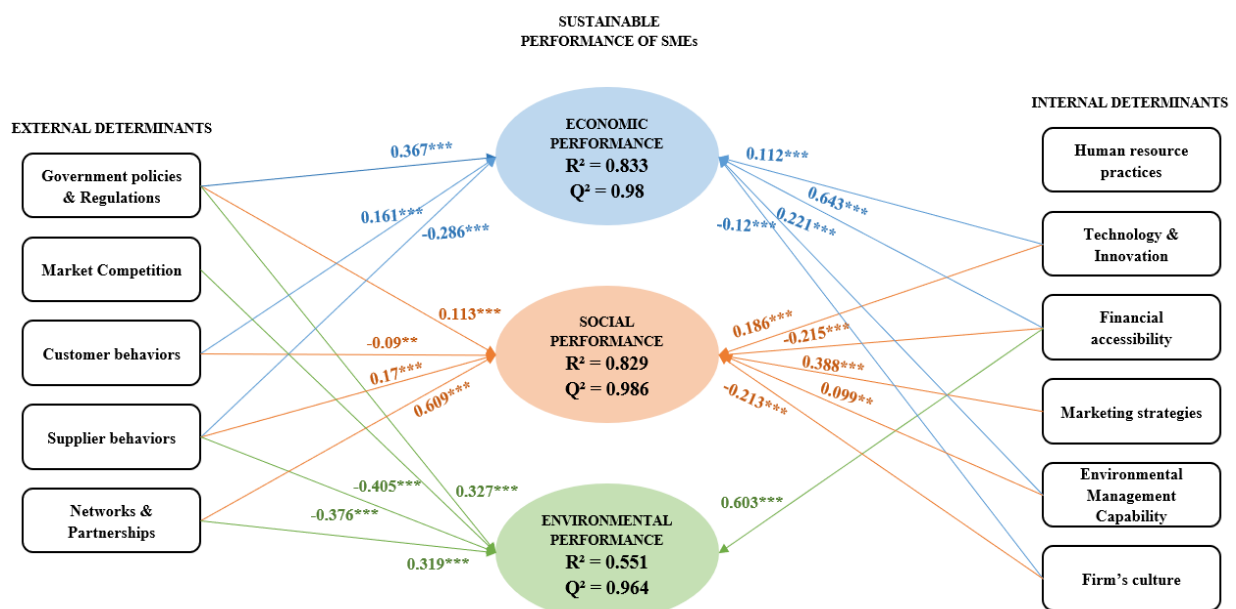 SUSTAINABLE
PERFORMANCE OF SMEs
EXTERNAL DETERMINANTS
Government policies
& Regulations
Market Competition
Customer behaviors
Supplier behaviors
Networks &
Partnerships
0.367***
0.161***
-0.286***
0.113***
-0.09**
0.17***
0.609***
-0.405***
0.327***
-0.376***
0.319***
ECONOMIC
PERFORMANCE
R² = 0.833
Q² = 0.98
SOCIAL
PERFORMANCE
R² = 0.829
Q² = 0.986
ENVIRONMENTAL
PERFORMANCE
R² = 0.551
Q² = 0.964
0.112***
0.643***
0.221***
-0.12***
0.186***
-0.215***
0.388***
0.099**
-0.213***
0.603***
INTERNAL DETERMINANTS
Human resource
practices
Technology &
Innovation
Financial
accessibility
Marketing strategies
Environmental
Management
Capability
Firm's culture